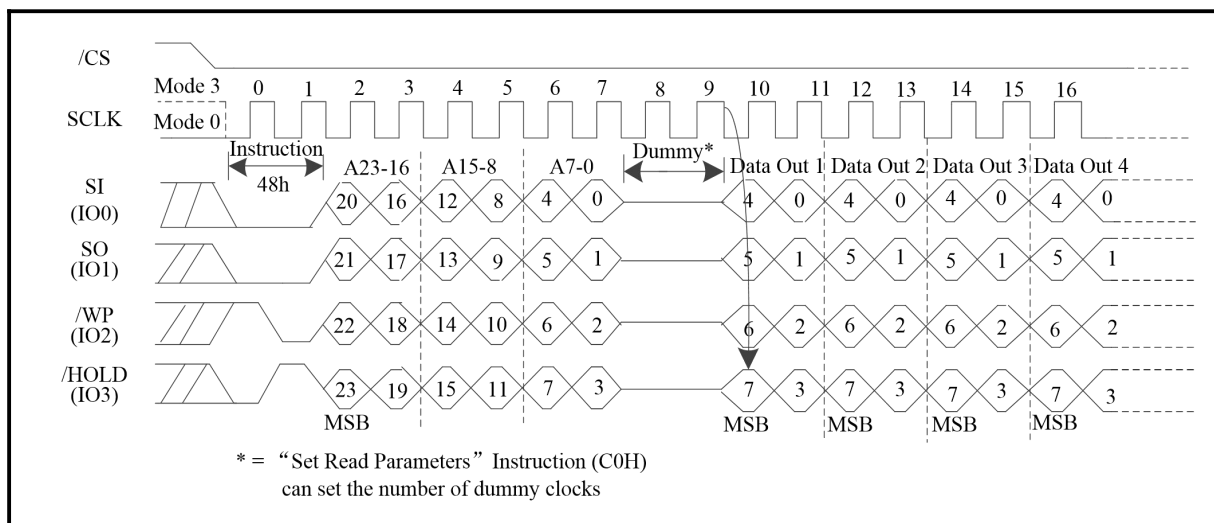 /CS
Mode 3 0 1 2 3 4 5 6 7 8 9 10 11 12 13 14 15 16
SCLK Mode 0
Instruction A23-16 A15-8 A7-0 Dummy* Data Out 1 Data Out 2 Data Out 3 Data Out 4
48h
SI
(IO0) 20 16 12 8 4 0 4 0 4 0 4 0 4 0
SO
(IO1) 21 17 13 9 5 1 5 1 5 1 5 1 5 1
/WP
(IO2) 22 18 14 10 6 2 6 2 6 2 6 2 6 2
/HOLD
(IO3) 23 19 15 11 7 3 7 3 7 3 7 3 7 3
MSB MSB MSB MSB MSB
* = “Set Read Parameters” Instruction (C0H)
can set the number of dummy clocks